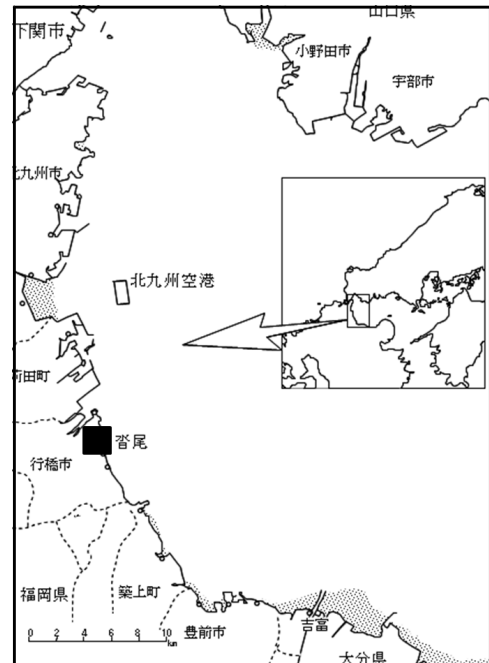 山口県
下関市
小野田市
宇部市
北九州市
北九州空港
苅田町
沓尾
行橋市
福岡県
築上町
豊前市
吉富
大分県
0 2 4 6 8 10
km